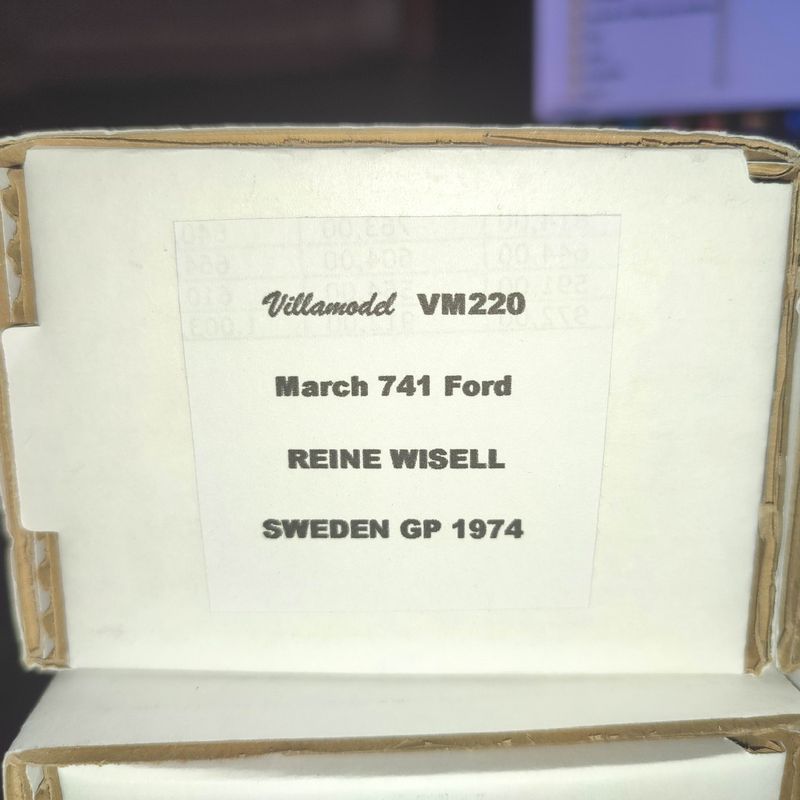 Villamodel VM220
March 741 Ford
REINE WISELL
SWEDEN GP 1974